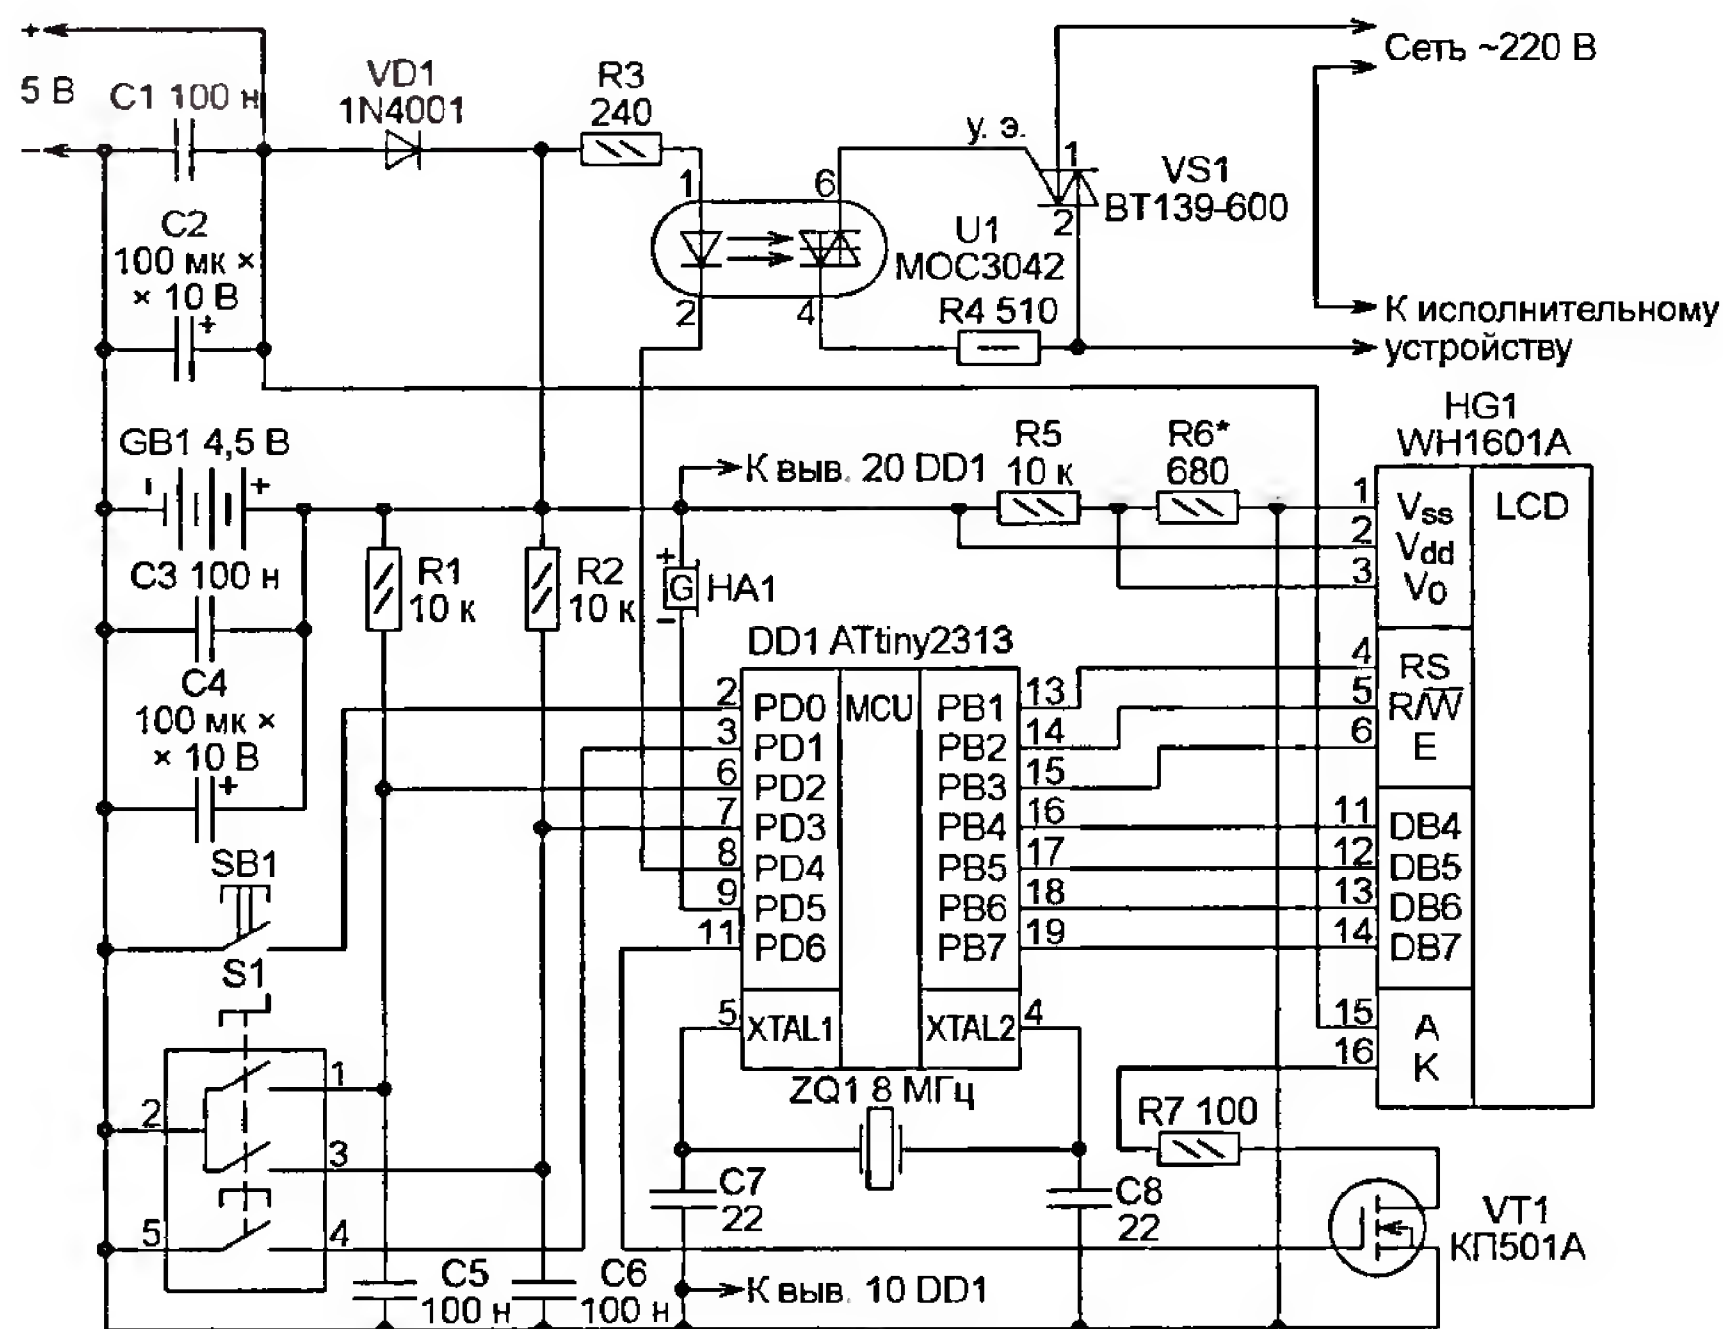 +
5 В
–
C1 100 н
VD1
1N4001
R3
240
Сеть ~220 В
у. э.
1
2
VS1
BT139-600
1
6
2
4
U1
MOC3042
C2
100 мк ×
× 10 В
+
R4 510
К исполнительному
устройству
HG1
WH1601A
GB1 4,5 В
-
+
К выв. 20 DD1
R5
10 к
R6*
680
1
Vss
LCD
2
Vdd
3
V0
C3 100 н
R1
10 к
R2
10 к
+
G
HA1
–
DD1 ATtiny2313
C4
100 мк ×
× 10 В
+
2
PD0
MCU
PB1
13
4
RS
3
PD1
PB2
14
5
R/W
6
PD2
PB3
15
6
E
7
PD3
PB4
16
11
DB4
8
PD4
PB5
17
12
DB5
9
PD5
PB6
18
13
DB6
11
PD6
PB7
19
14
DB7
5
XTAL1
XTAL2
4
15
A
16
K
SB1
S1
1
2
3
5
4
ZQ1 8 МГц
R7 100
C7
22
C8
22
VT1
КП501А
C5
100 н
C6
100 н
К выв. 10 DD1